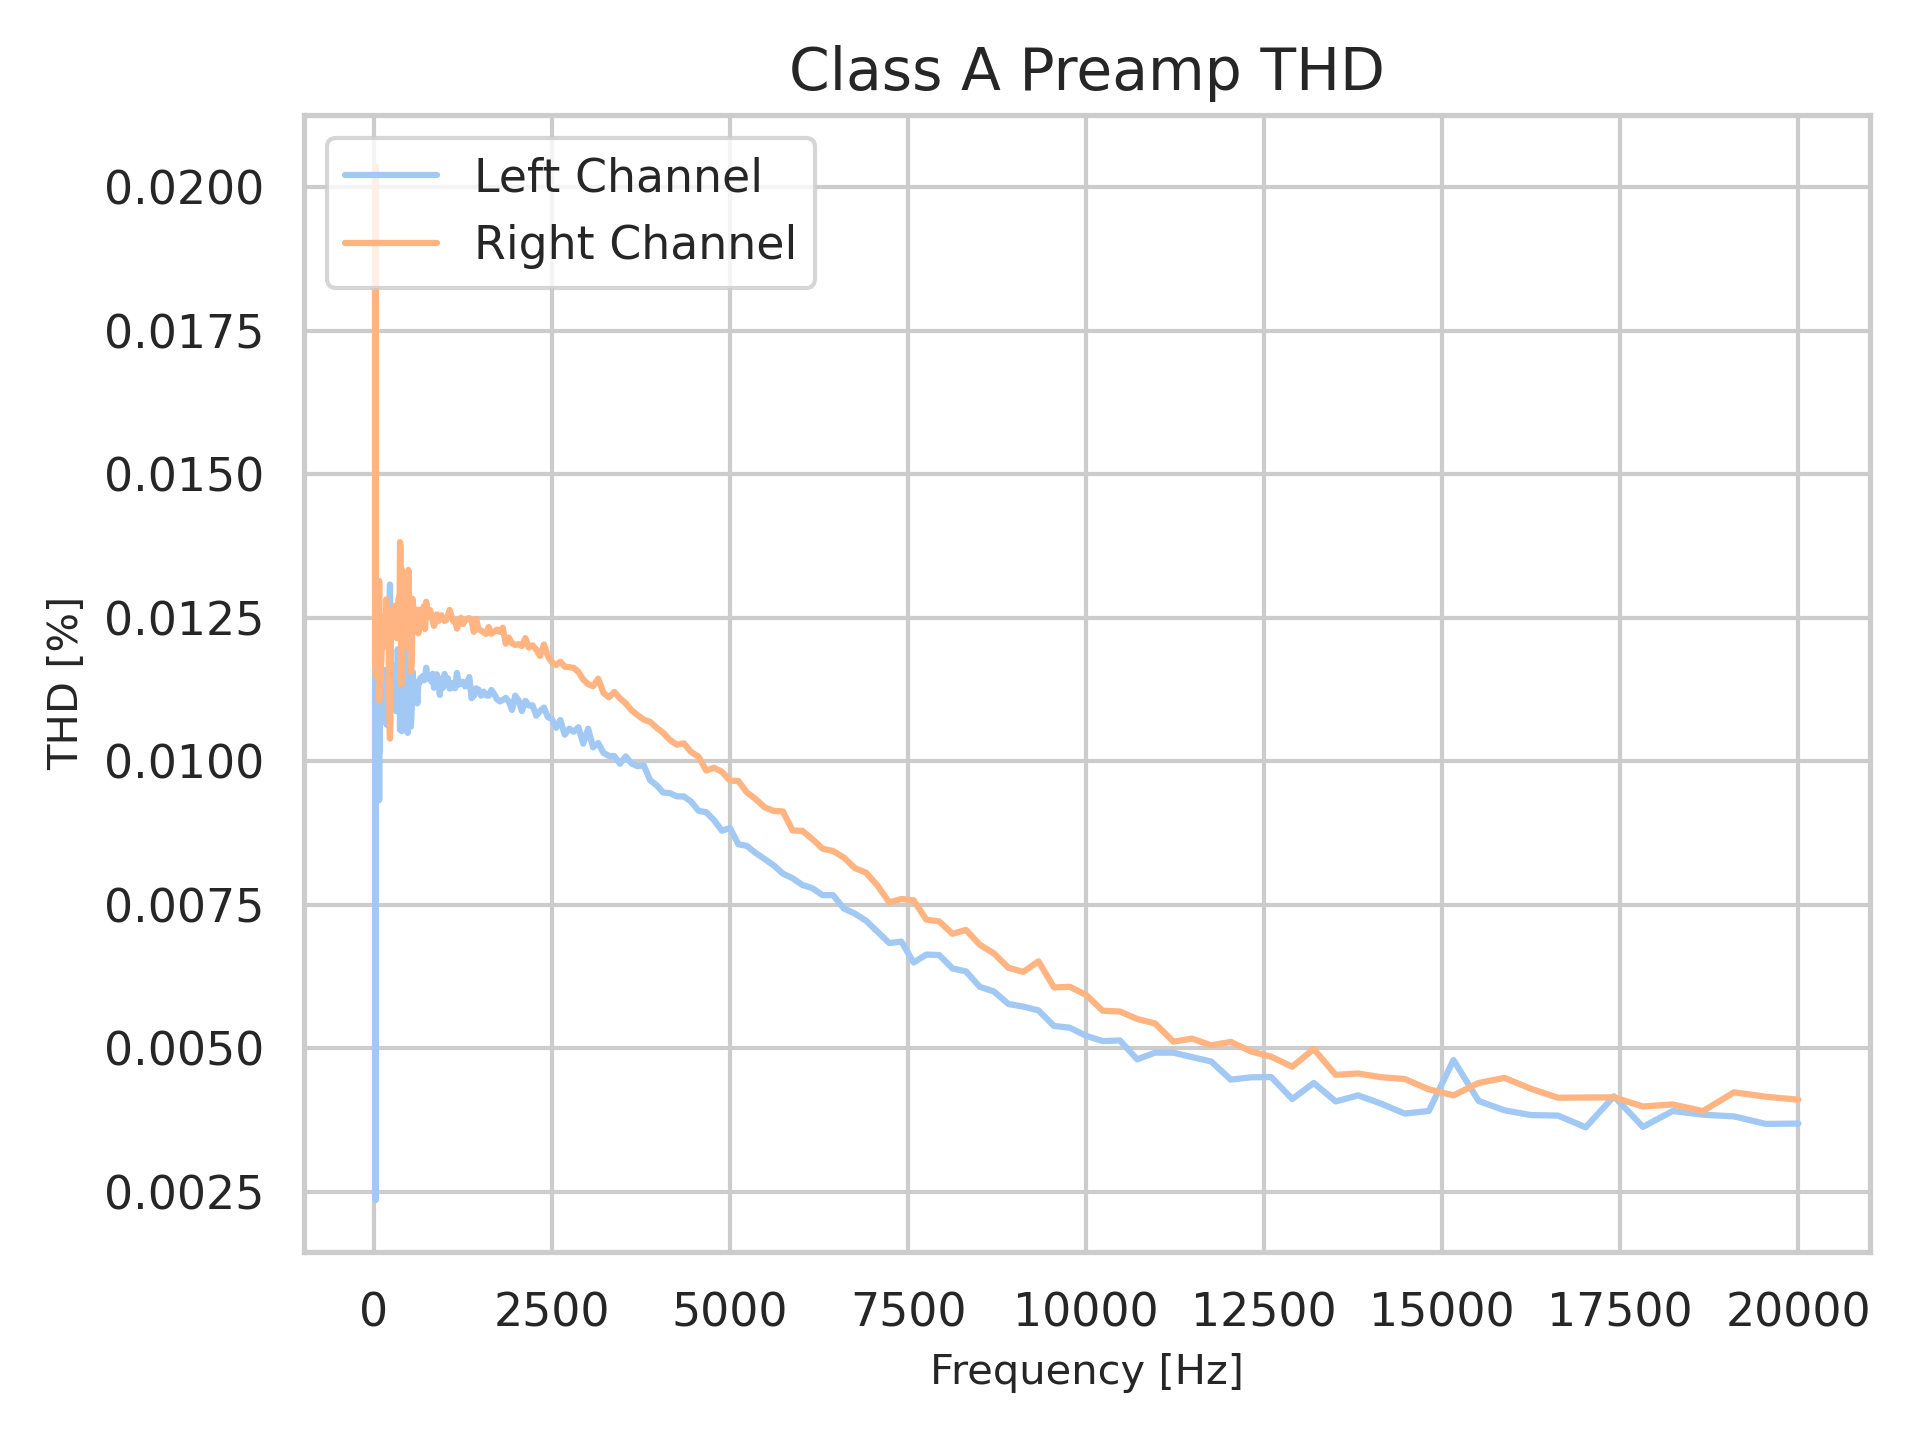 Class A Preamp THD
Left Channel
Right Channel
THD [%]
0.0200
0.0175
0.0150
0.0125
0.0100
0.0075
0.0050
0.0025
0 2500 5000 7500 10000 12500 15000 17500 20000
Frequency [Hz]